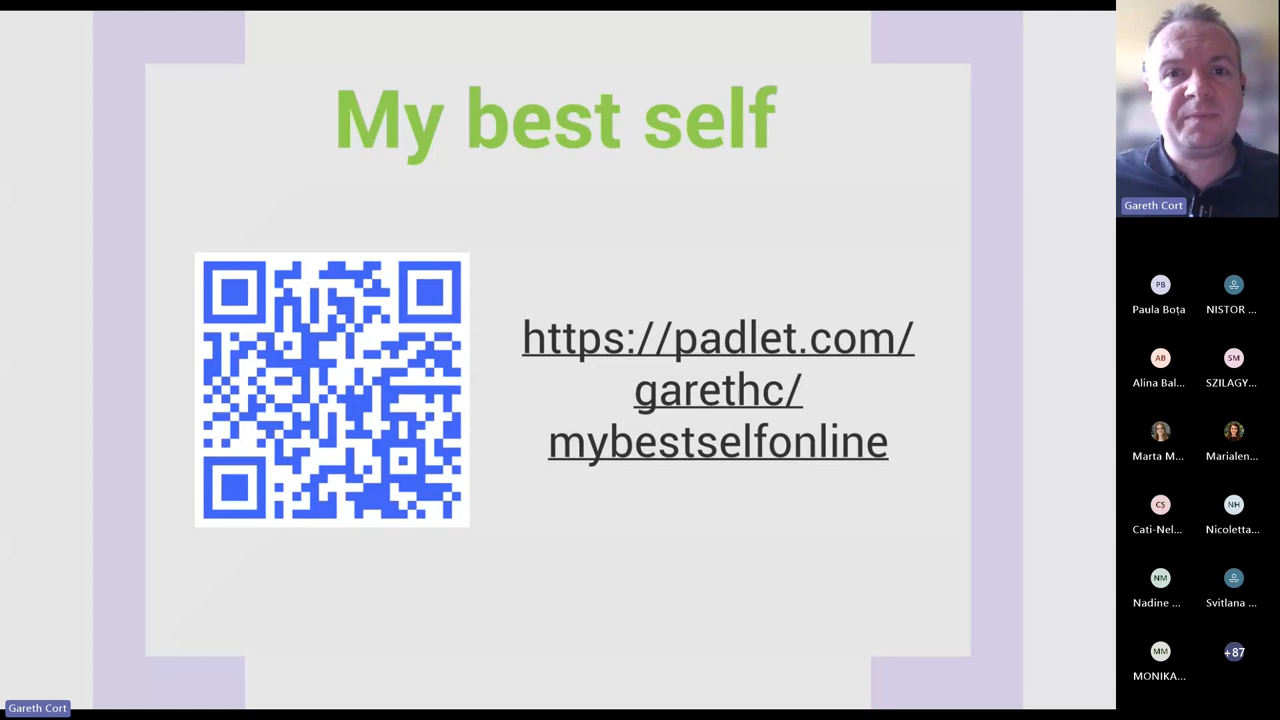 My best self
https://padlet.com/
garethc/
mybestselfonline
Gareth Cort
PB
Paula Boța
NISTOR ...
AB
Alina Bal...
SM
SZILAGY...
Marta M...
Marialen...
CS
Cati-Nel...
NH
Nicoletta...
NM
Nadine ...
Svitlana ...
MM
MONIKA...
+87
Gareth Cort